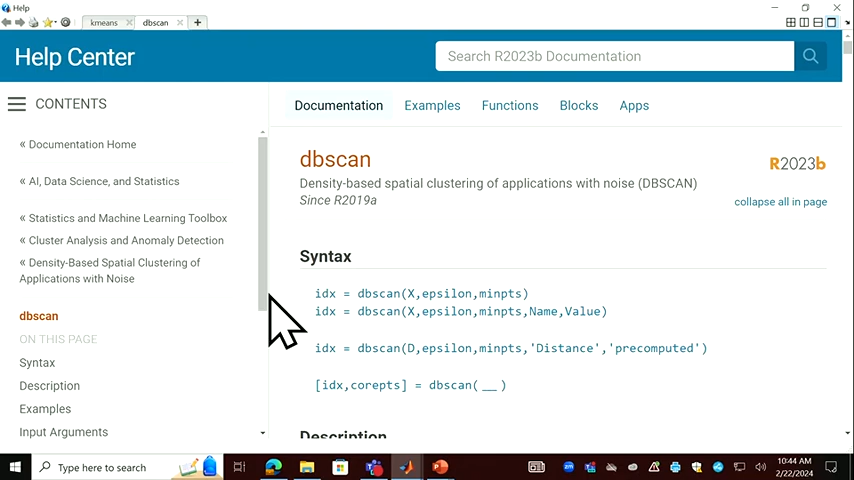 Help
kmeans
dbscan
Help Center
Search R2023b Documentation
CONTENTS
Documentation
Examples
Functions
Blocks
Apps
« Documentation Home
« AI, Data Science, and Statistics
« Statistics and Machine Learning Toolbox
« Cluster Analysis and Anomaly Detection
« Density-Based Spatial Clustering of
Applications with Noise
dbscan
ON THIS PAGE
Syntax
Description
Examples
Input Arguments
dbscan
R2023b
Density-based spatial clustering of applications with noise (DBSCAN)
Since R2019a
collapse all in page
Syntax
idx = dbscan(X,epsilon,minpts)
idx = dbscan(X,epsilon,minpts,Name,Value)
idx = dbscan(D,epsilon,minpts,'Distance','precomputed')
[idx,corepts] = dbscan(__)
Description
Type here to search
10:44 AM
2/22/2024